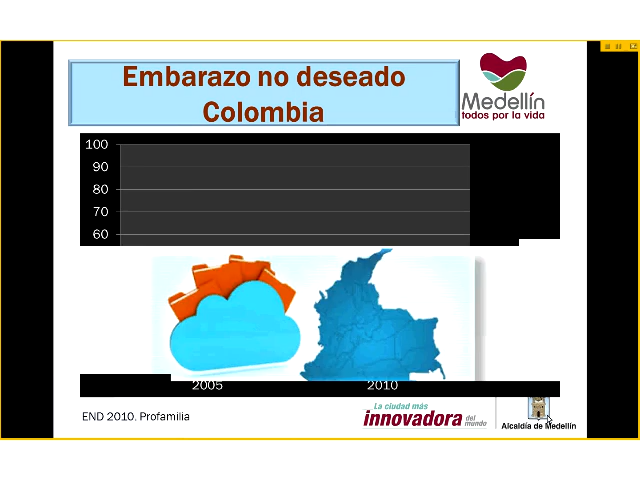 Embarazo no deseado
Colombia
Medellín
todos por la vida
100
90
80
70
60
2005
2010
END 2010. Profamilia
La ciudad más
innovadora del
mundo
Alcaldía de Medellín